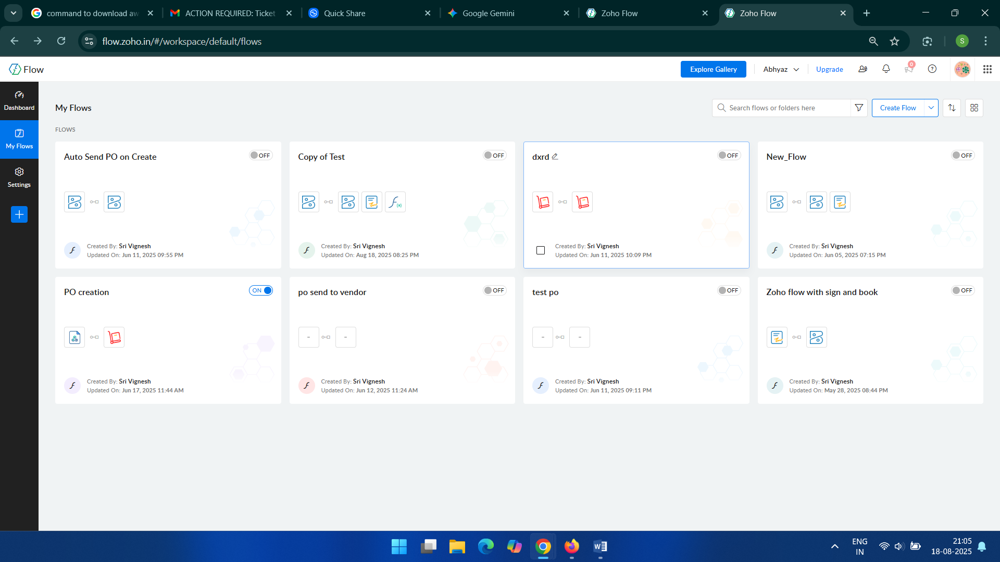 command to download aw
ACTION REQUIRED: Ticket
Quick Share
Google Gemini
Zoho Flow
Zoho Flow
flow.zoho.in/#/workspace/default/flows
S
Flow
Explore Gallery
Abhyaz
Upgrade
0
Dashboard
My Flows
Settings
My Flows
Search flows or folders here
Create Flow
FLOWS
Auto Send PO on Create
OFF
Created By: Sri Vignesh
Updated On: Jun 11, 2025 09:55 PM
Copy of Test
OFF
Created By: Sri Vignesh
Updated On: Aug 18, 2025 08:25 PM
dxrd
OFF
Created By: Sri Vignesh
Updated On: Jun 11, 2025 10:09 PM
New_Flow
OFF
Created By: Sri Vignesh
Updated On: Jun 05, 2025 07:15 PM
PO creation
ON
Created By: Sri Vignesh
Updated On: Jun 17, 2025 11:44 AM
po send to vendor
OFF
- -
Created By: Sri Vignesh
Updated On: Jun 12, 2025 11:24 AM
test po
OFF
- -
Created By: Sri Vignesh
Updated On: Jun 11, 2025 09:11 PM
Zoho flow with sign and book
OFF
Created By: Sri Vignesh
Updated On: May 28, 2025 08:44 PM
ENG
IN
21:05
18-08-2025